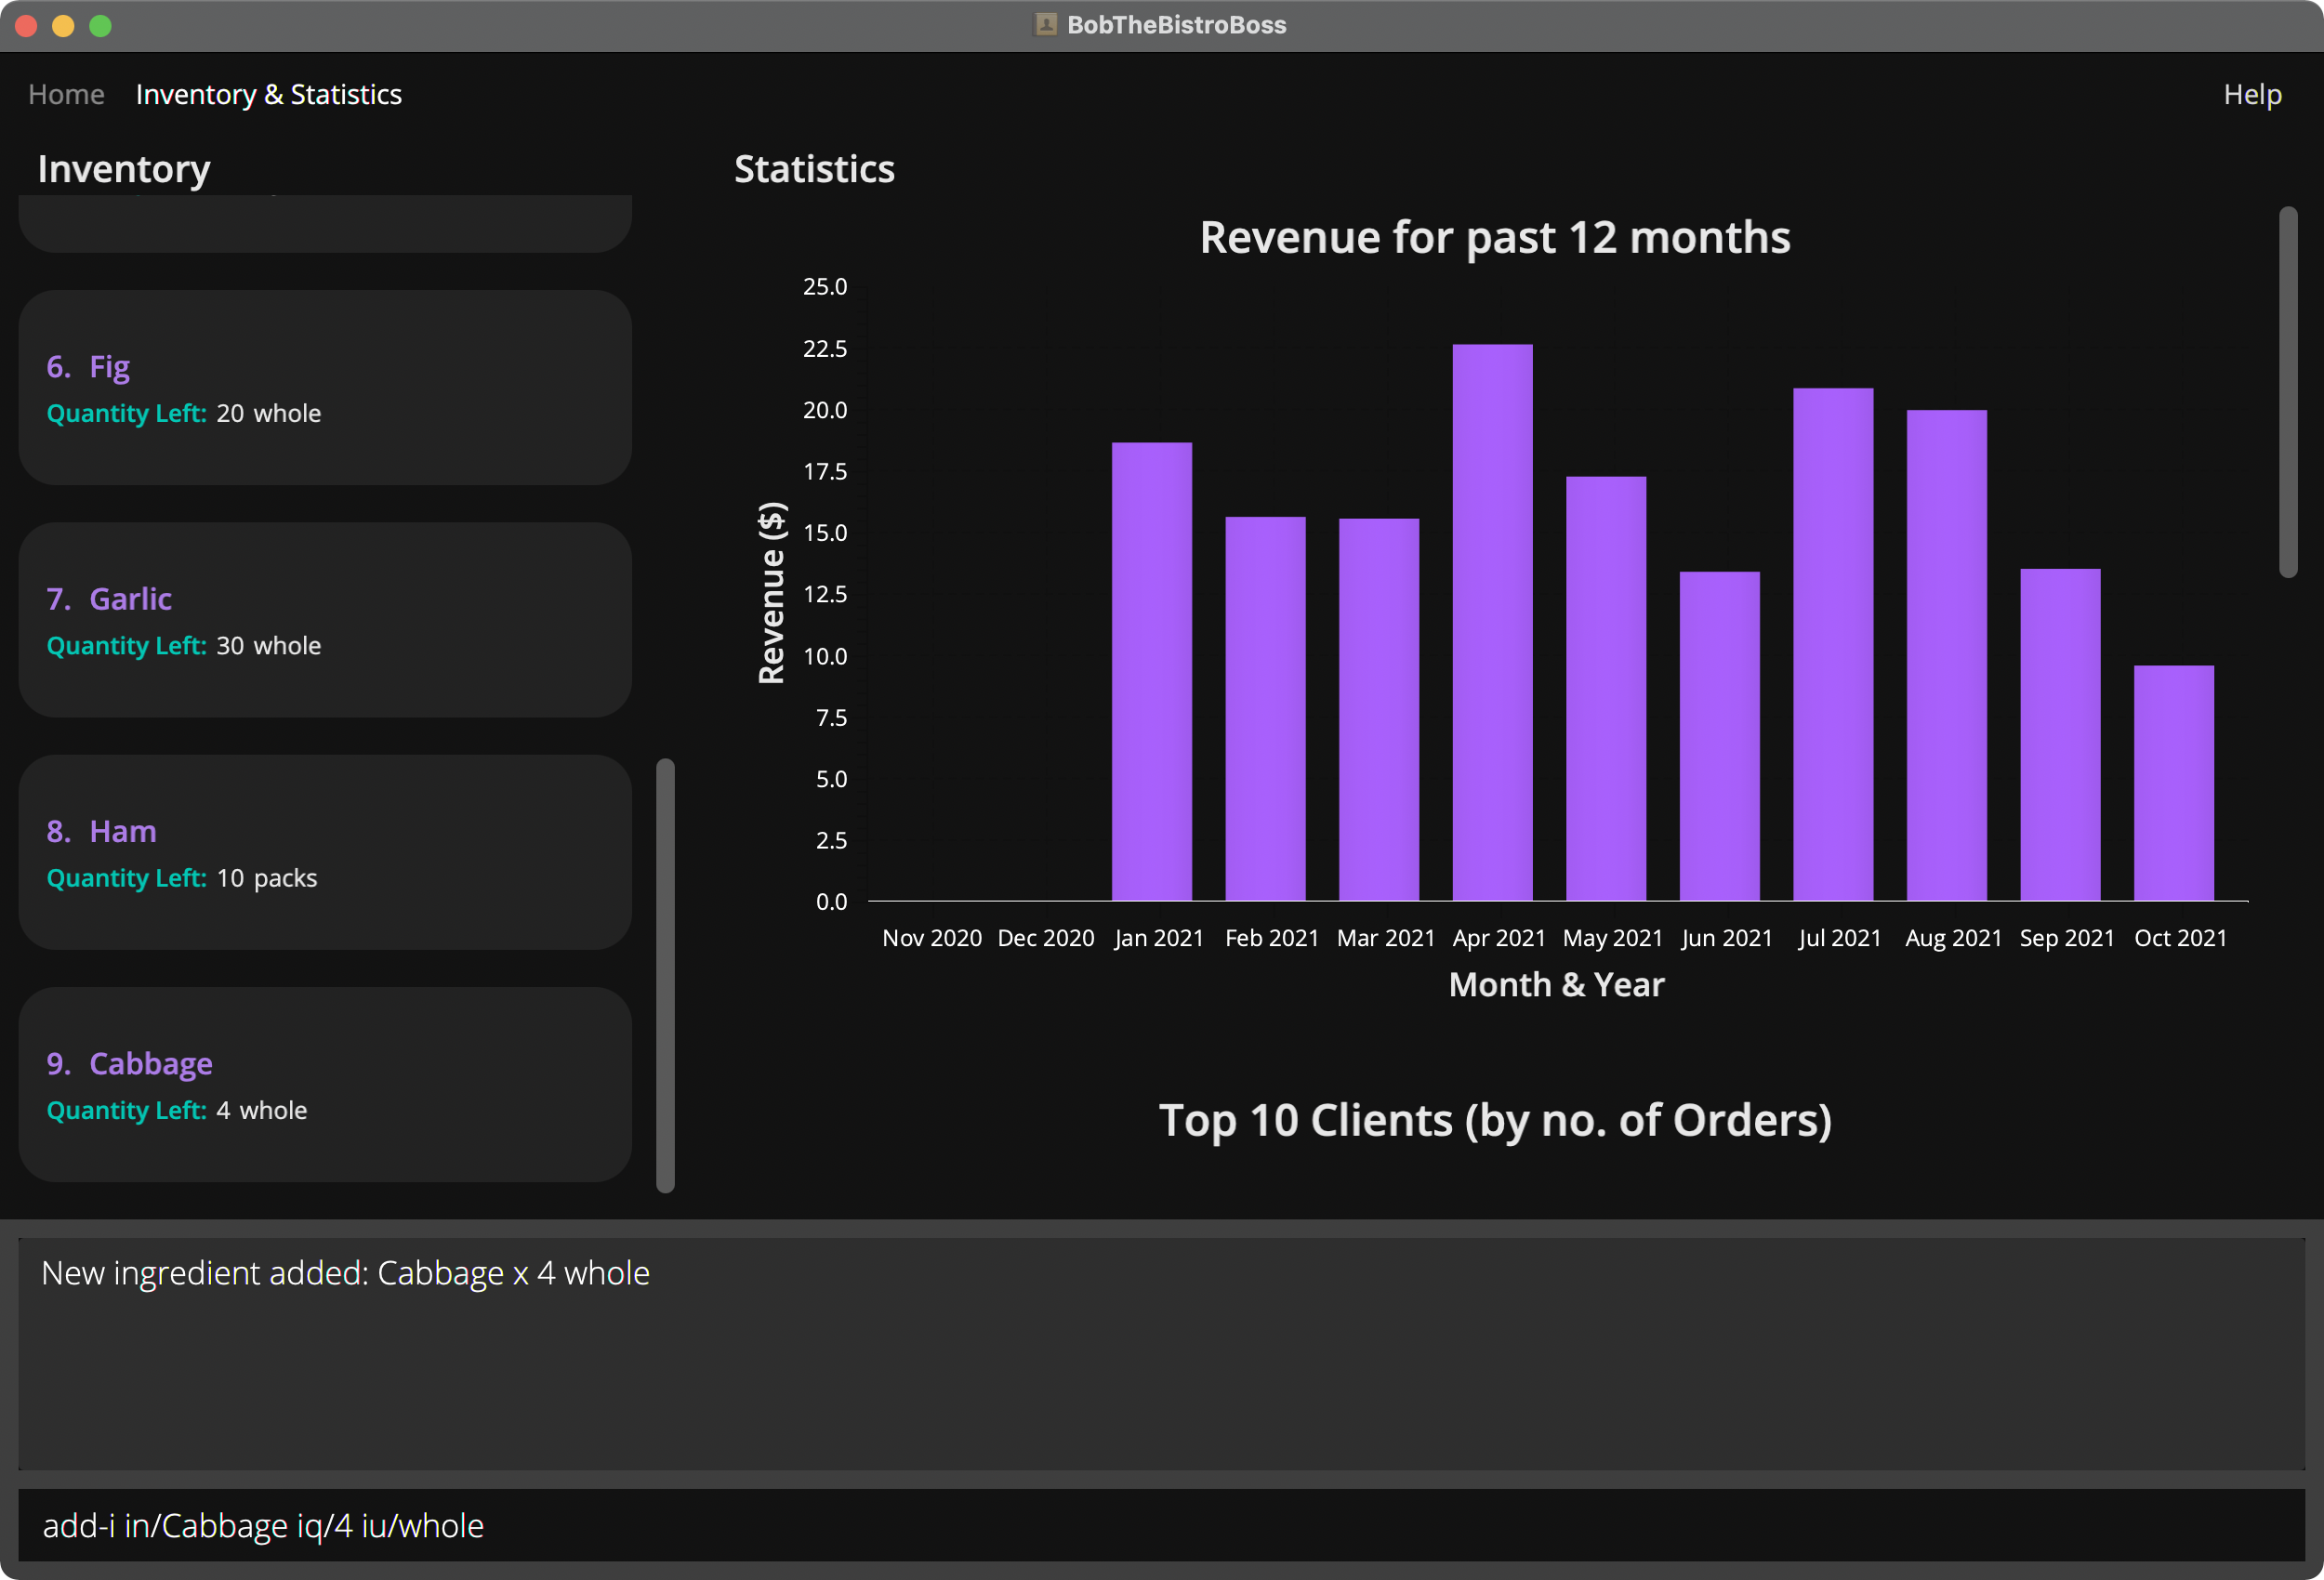 BobTheBistroBoss
Home Inventory & Statistics Help
Inventory
6. Fig
Quantity Left: 20 whole
7. Garlic
Quantity Left: 30 whole
8. Ham
Quantity Left: 10 packs
9. Cabbage
Quantity Left: 4 whole
Statistics
Revenue for past 12 months
Revenue ($)
25.0
22.5
20.0
17.5
15.0
12.5
10.0
7.5
5.0
2.5
0.0
Nov 2020 Dec 2020 Jan 2021 Feb 2021 Mar 2021 Apr 2021 May 2021 Jun 2021 Jul 2021 Aug 2021 Sep 2021 Oct 2021
Month & Year
Top 10 Clients (by no. of Orders)
New ingredient added: Cabbage x 4 whole
add-i in/Cabbage iq/4 iu/whole